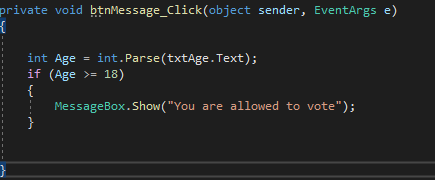 private void btnMessage_Click(object sender, EventArgs e)
{
int Age = int.Parse(txtAge.Text);
if (Age >= 18)
{
MessageBox.Show("You are allowed to vote");
}
}